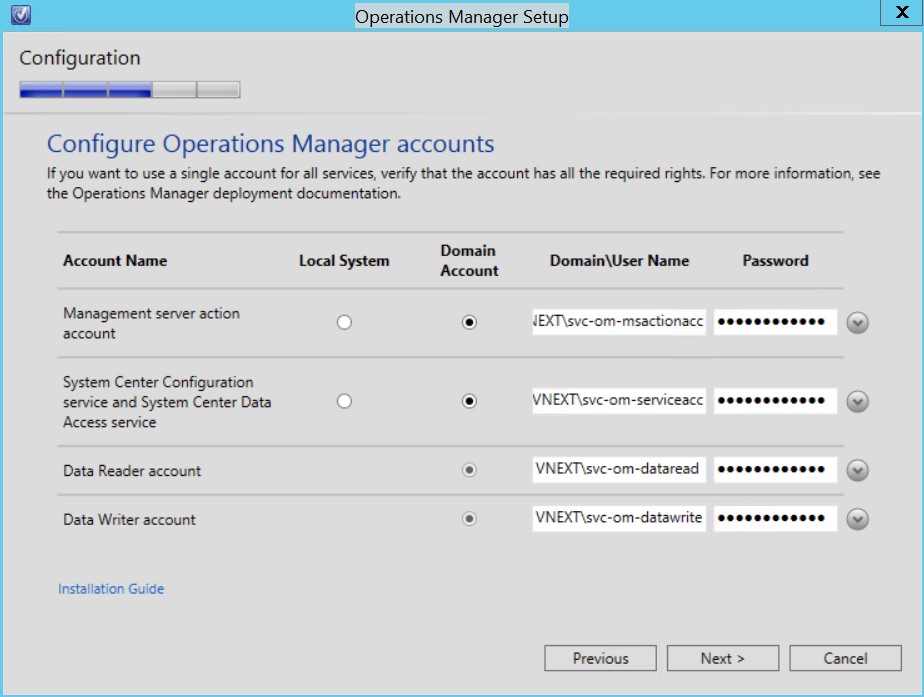 Operations Manager Setup
X
Configuration
Configure Operations Manager accounts
If you want to use a single account for all services, verify that the account has all the required rights. For more information, see
the Operations Manager deployment documentation.
Account Name Local System Domain Account Domain\User Name Password
Management server action
account
NEXT\svc-om-msactionacc ••••••••••••
System Center Configuration
service and System Center Data
Access service
VNEXT\svc-om-serviceacc ••••••••••••
Data Reader account VNEXT\svc-om-dataread ••••••••••••
Data Writer account VNEXT\svc-om-datawrite ••••••••••••
Installation Guide
Previous Next > Cancel